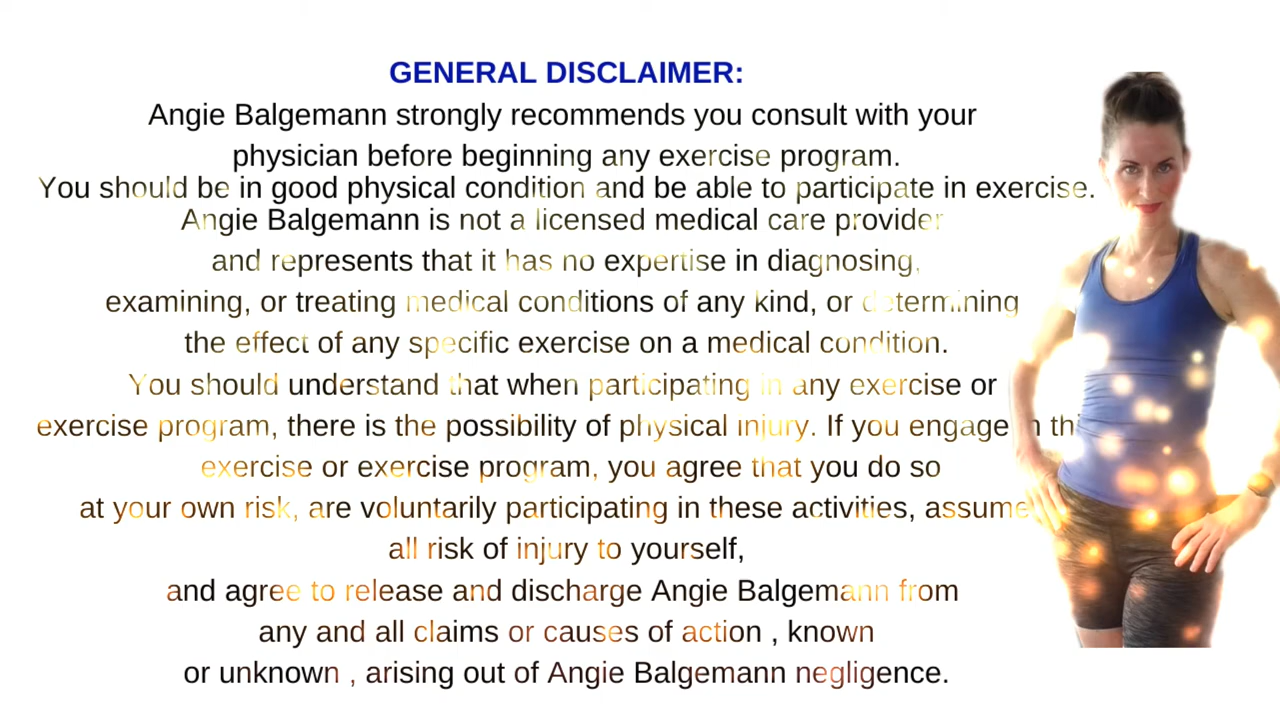 GENERAL DISCLAIMER:
Angie Balgemann strongly recommends you consult with your
physician before beginning any exercise program.
You should be in good physical condition and be able to participate in exercise.
Angie Balgemann is not a licensed medical care provider
and represents that it has no expertise in diagnosing,
examining, or treating medical conditions of any kind, or determining
the effect of any specific exercise on a medical condition.
You should understand that when participating in any exercise or
exercise program, there is the possibility of physical injury. If you engage in thi
exercise or exercise program, you agree that you do so
at your own risk, are voluntarily participating in these activities, assume
all risk of injury to yourself,
and agree to release and discharge Angie Balgemann from
any and all claims or causes of action , known
or unknown , arising out of Angie Balgemann negligence.